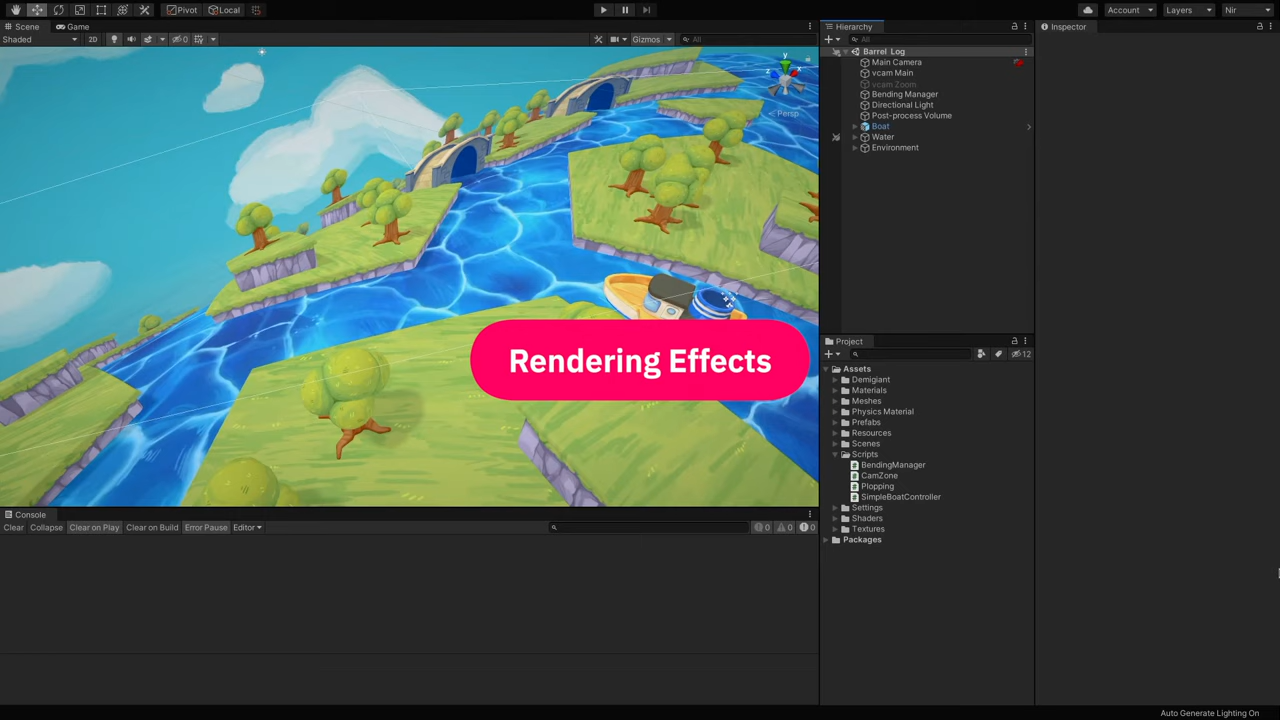 Pivot
Local
Account
Layers
Nir
Scene
Game
Shaded
2D
0
Gizmos
All
y
z
x
Persp
Rendering Effects
Console
Clear
Collapse
Clear on Play
Clear on Build
Error Pause
Editor
0
0
0
Hierarchy
All
Barrel Log
Main Camera
vcam Main
vcam Zoom
Bending Manager
Directional Light
Post-process Volume
Boat
Water
Environment
Project
12
Assets
Demigiant
Materials
Meshes
Physics Material
Prefabs
Resources
Scenes
Scripts
BendingManager
CamZone
Plopping
SimpleBoatController
Settings
Shaders
Textures
Packages
Inspector
Auto Generate Lighting On